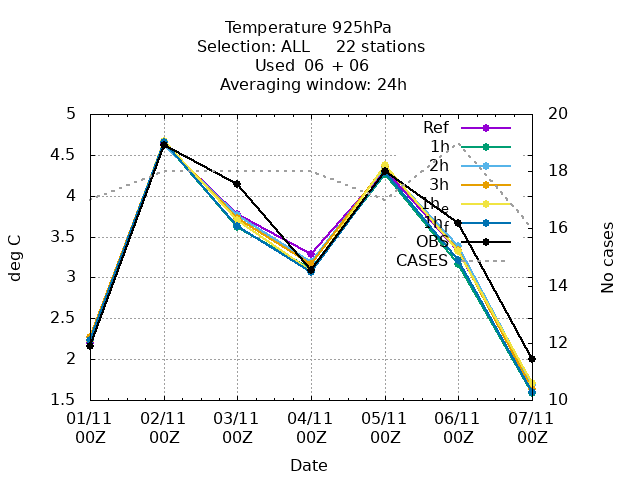 Temperature 925hPa
Selection: ALL 22 stations
Used 06 + 06
Averaging window: 24h
5 20
Ref
1h
4.5 2h 18
3h
4 1h_e
1h_f 16
3.5 OBS
CASES
3 14
2.5
2 12
1.5 10
deg C
No cases
01/11 02/11 03/11 04/11 05/11 06/11 07/11
00Z 00Z 00Z 00Z 00Z 00Z 00Z
Date